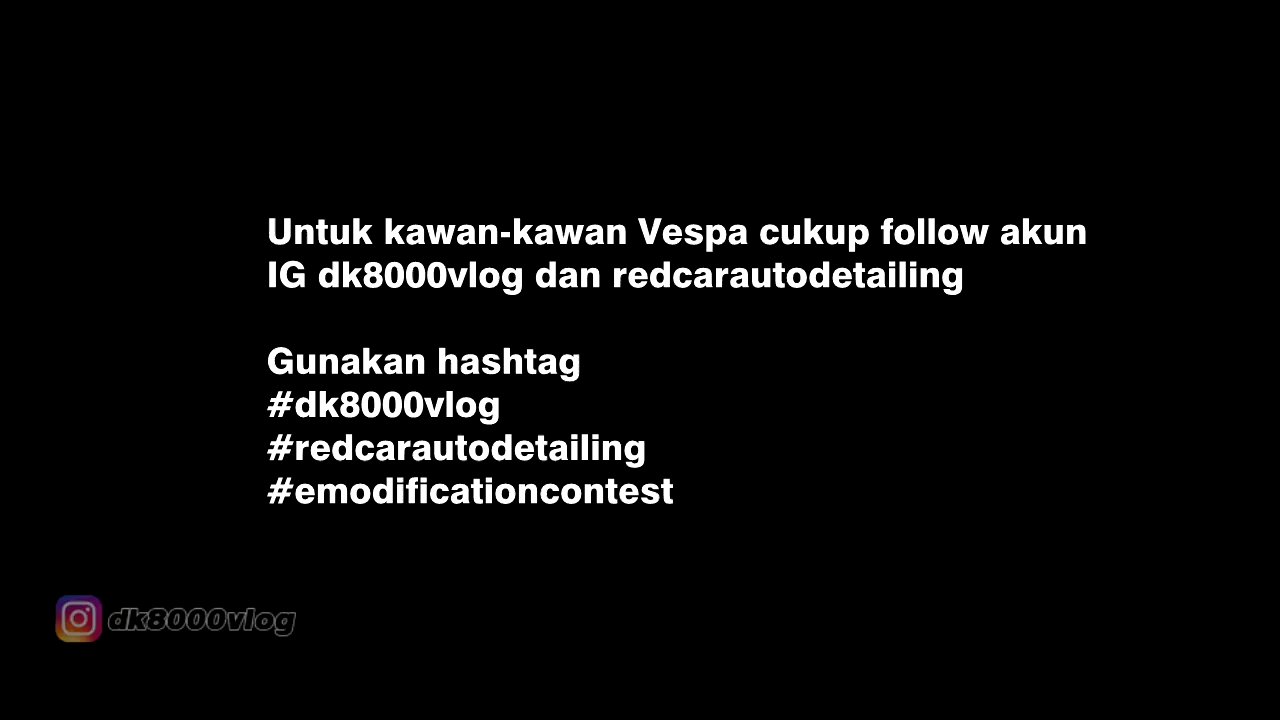 Untuk kawan-kawan Vespa cukup follow akun
IG dk8000vlog dan redcarautodetailing
Gunakan hashtag
#dk8000vlog
#redcarautodetailing
#emodificationcontest
dk8000vlog